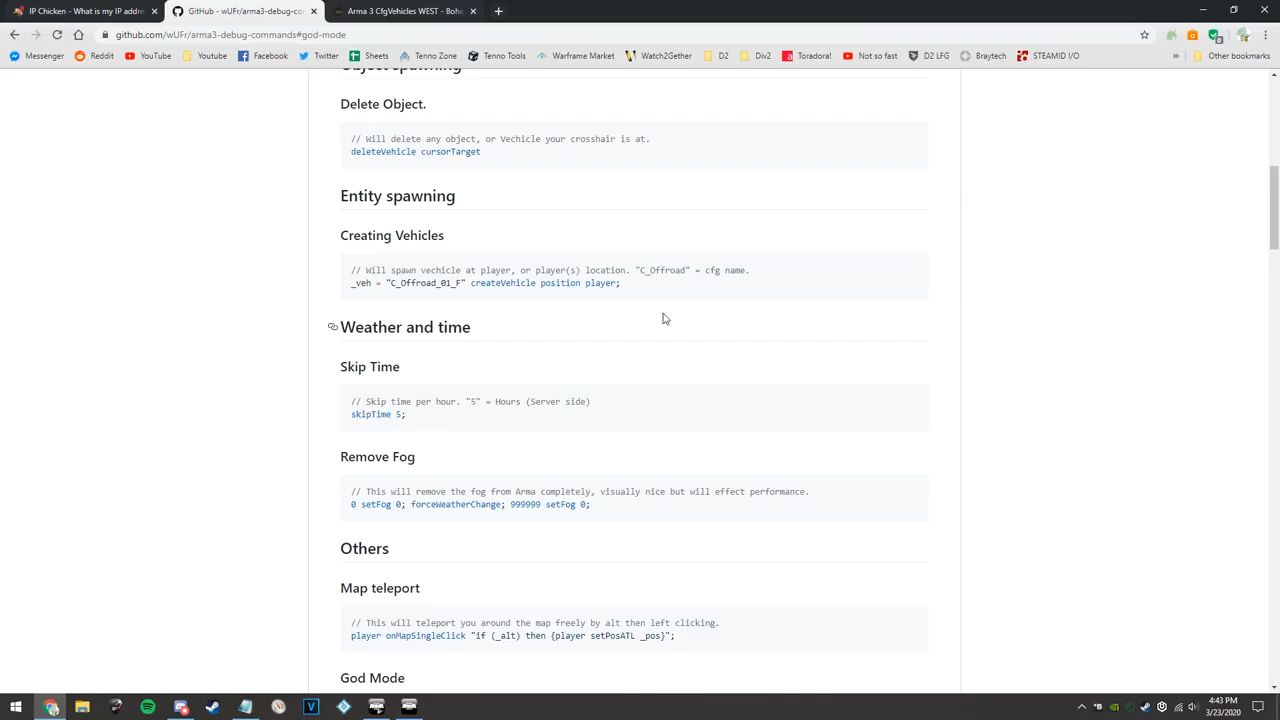 IP Chicken - What is my IP addre
GitHub - wUFr/arma3-debug-co
Arma 3 CfgVehicles WEST - Bohe
github.com/wUFr/arma3-debug-commands#god-mode
Messenger
Reddit
YouTube
Youtube
Facebook
Twitter
Sheets
Tenno Zone
Tenno Tools
Warframe Market
Watch2Gether
D2
Div2
Toradora!
Not so fast
D2 LFG
Braytech
STEAMID I/O
»
Other bookmarks
Object spawning
Delete Object.
// Will delete any object, or Vechicle your crosshair is at.
deleteVehicle cursorTarget
Entity spawning
Creating Vehicles
// Will spawn vechicle at player, or player(s) location. "C_Offroad" = cfg name.
_veh = "C_Offroad_01_F" createVehicle position player;
Weather and time
Skip Time
// Skip time per hour. "5" = Hours (Server side)
skipTime 5;
Remove Fog
// This will remove the fog from Arma completely, visually nice but will effect performance.
0 setFog 0; forceWeatherChange; 999999 setFog 0;
Others
Map teleport
// This will teleport you around the map freely by alt then left clicking.
player onMapSingleClick "if (_alt) then {player setPosATL _pos}";
God Mode
4:43 PM
3/23/2020